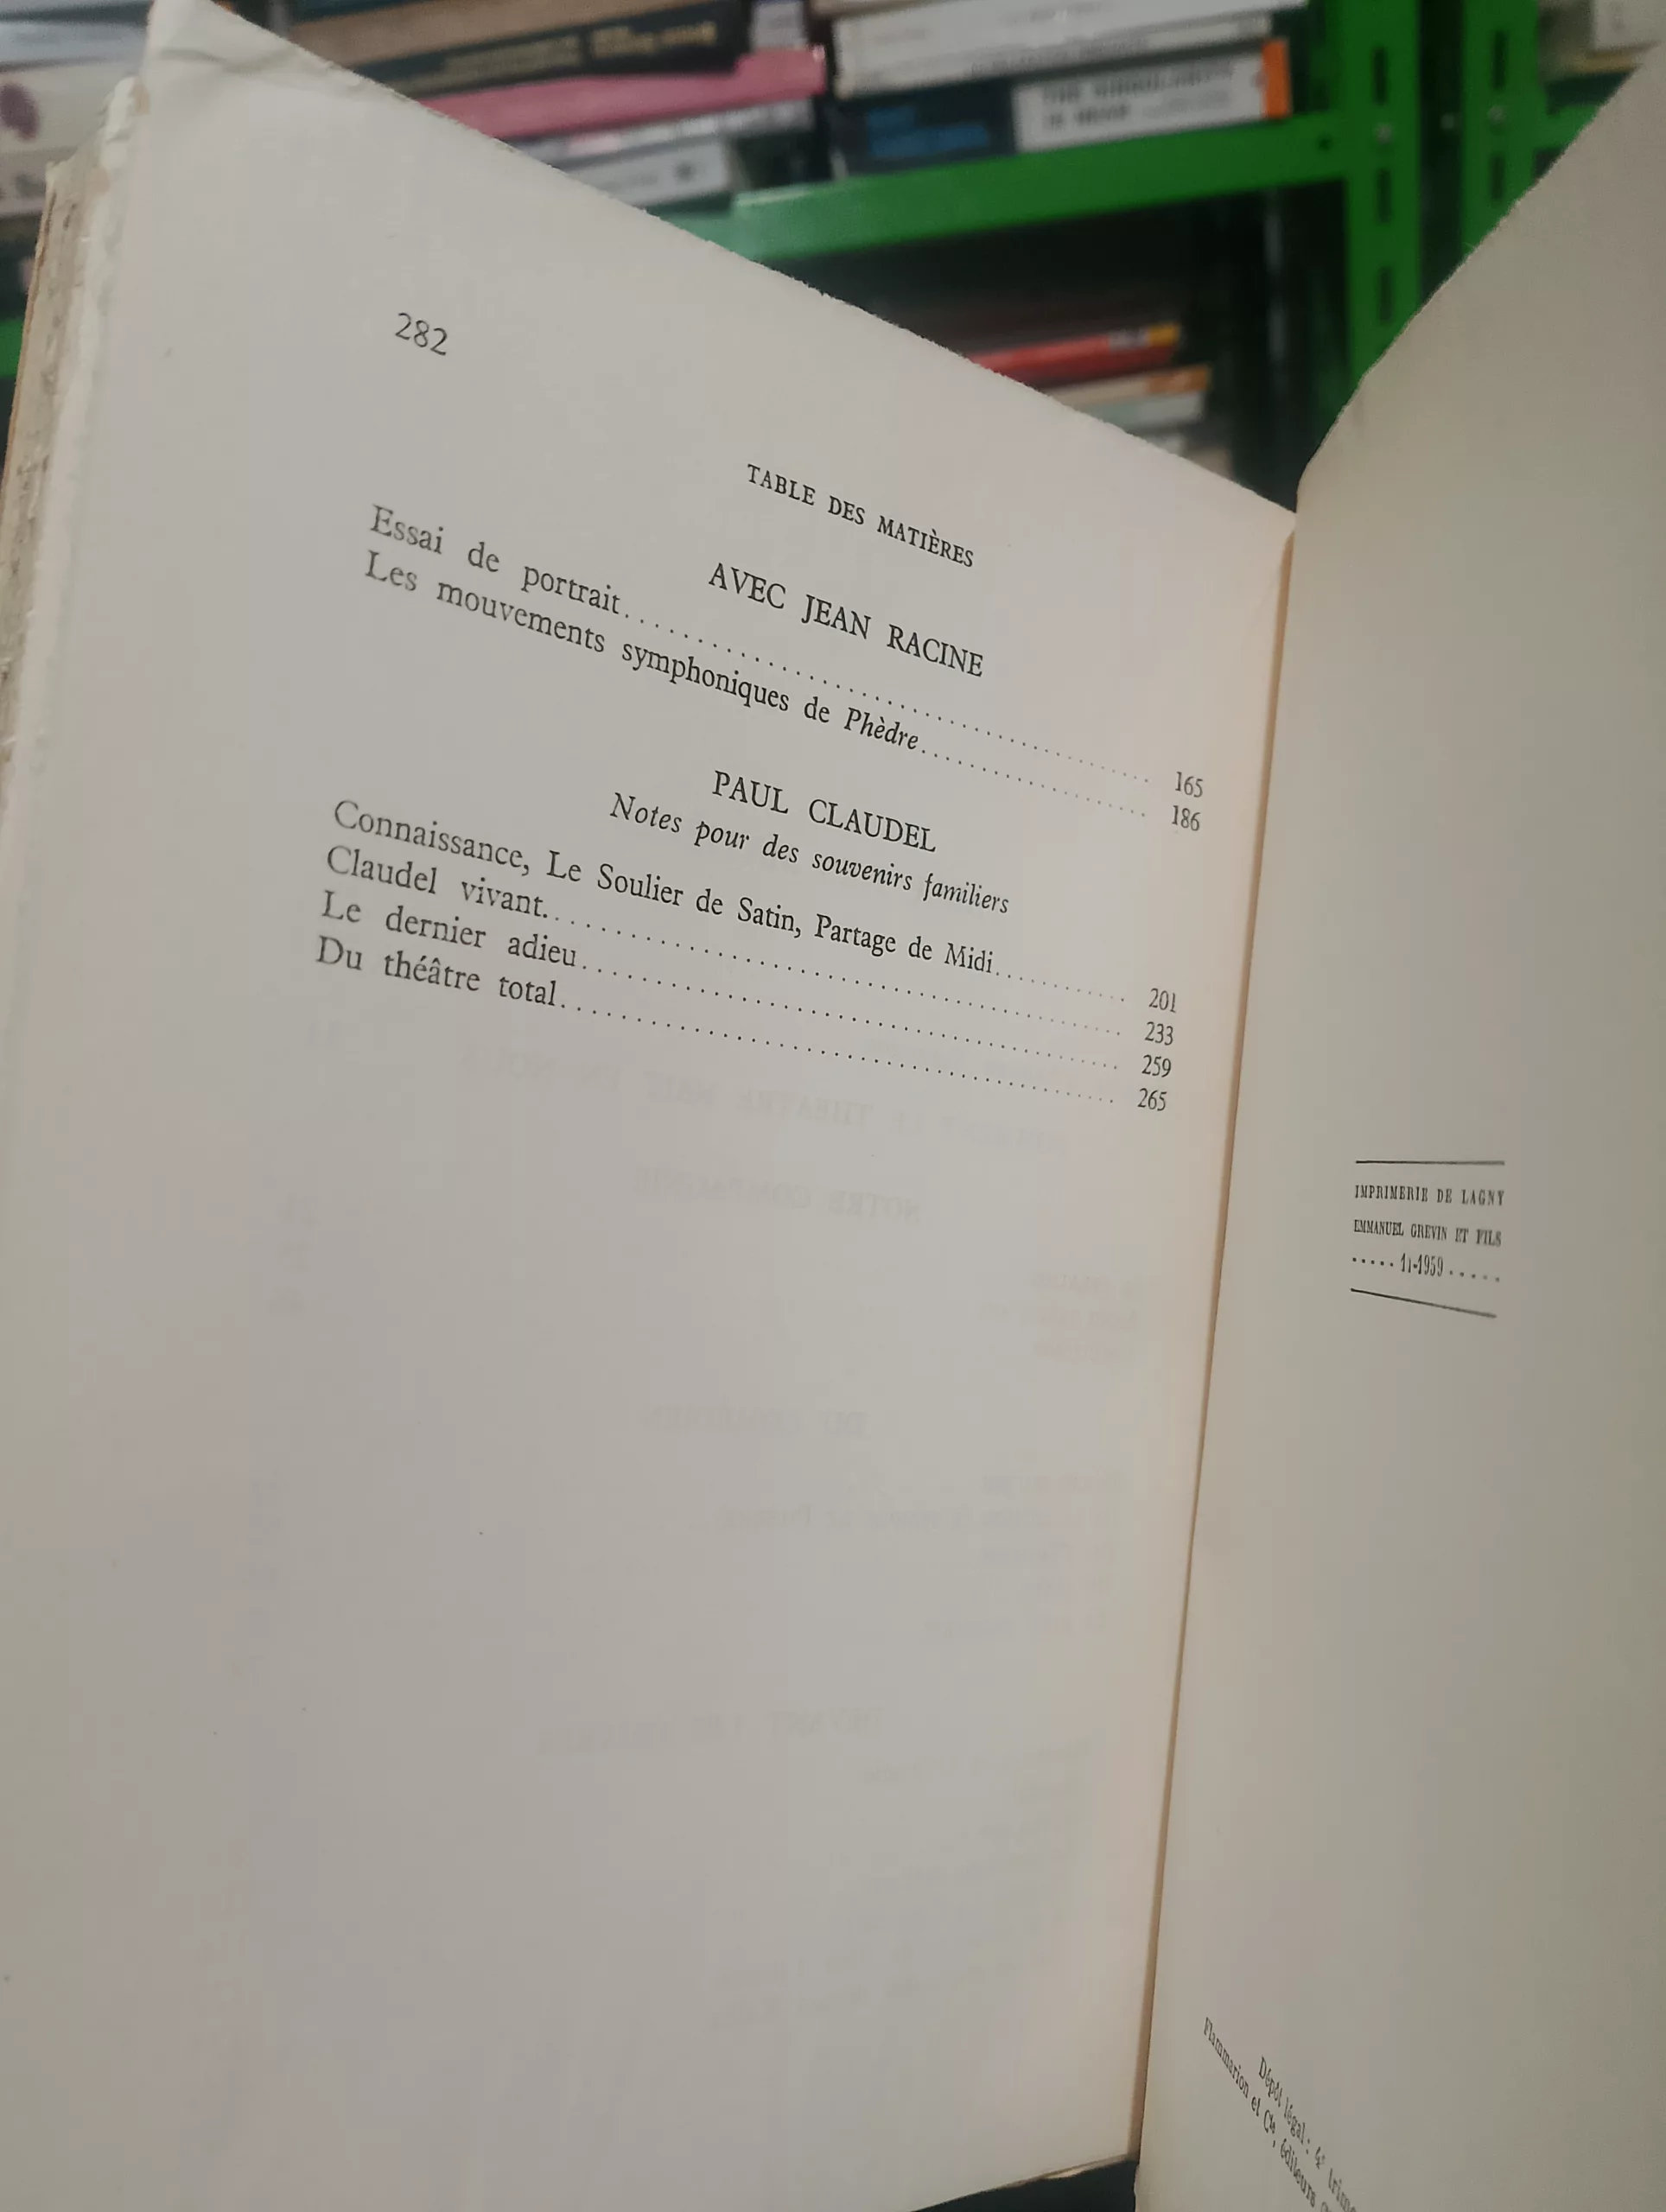 282
TABLE DES MATIÈRES
AVEC JEAN RACINE
Essai de portrait........................................ 165
Les mouvements symphoniques de Phèdre.................... 186
PAUL CLAUDEL
Notes pour des souvenirs familiers
Connaissance, Le Soulier de Satin, Partage de Midi........... 201
Claudel vivant........................................ 233
Le dernier adieu........................................ 259
Du théâtre total........................................ 265
IMPRIMERIE DE LAGNY
EMMANUEL GREVIN ET FILS
..... 11-1959 .....
Dépôt légal : 4e
Flammarion et Cie, éditeurs